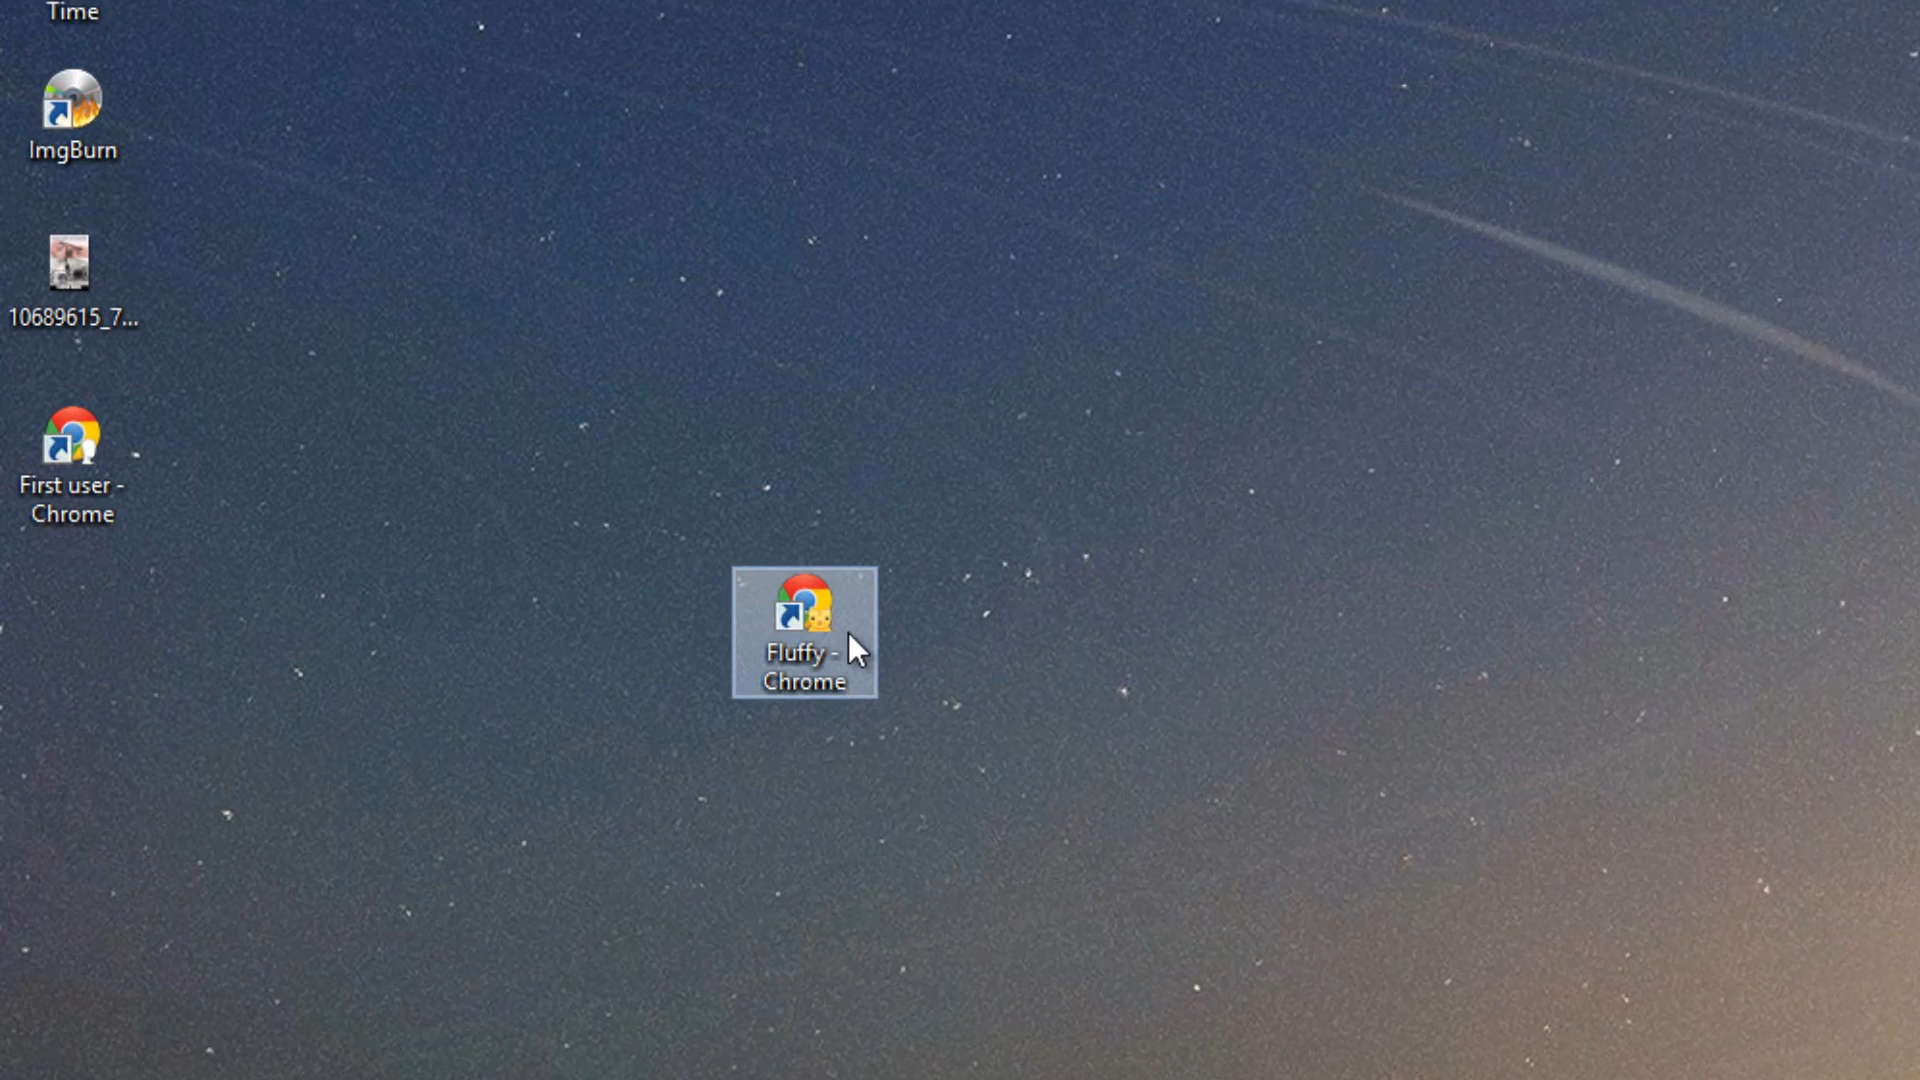 Time
ImgBurn
10689615_7...
First user -
Chrome
Fluffy -
Chrome